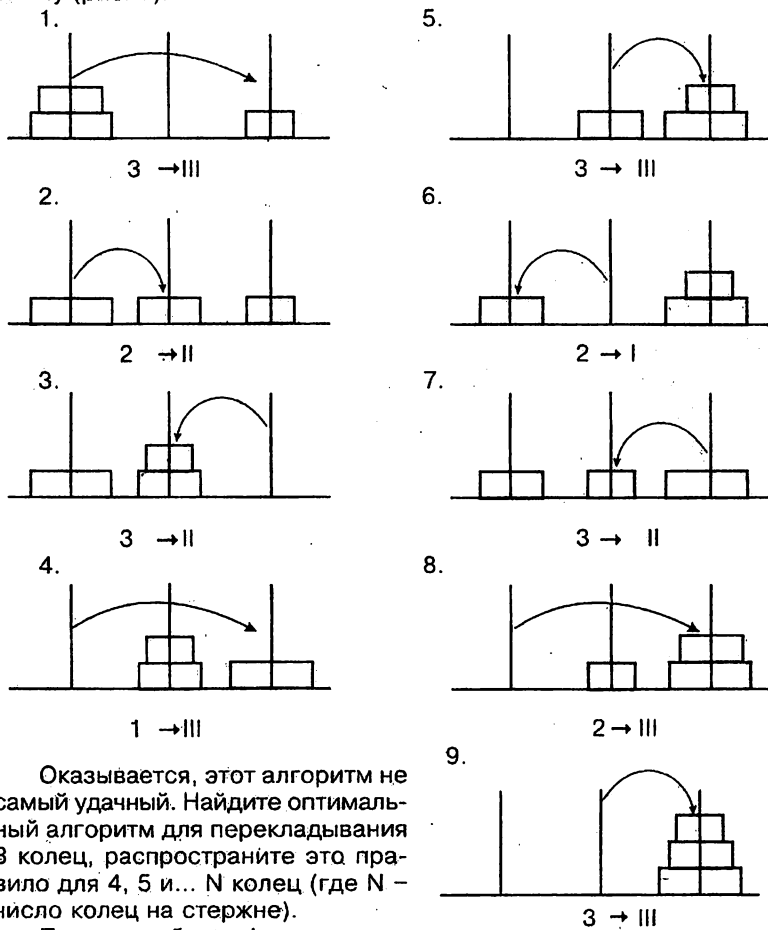 1.
3 →III
2.
2 →II
3.
3 →II
4.
1 →III
5.
3 → III
6.
2 → I
7.
3 → II
8.
2 → III
9.
3 → III
Оказывается, этот алгоритм не
самый удачный. Найдите оптималь-
ный алгоритм для перекладывания
3 колец, распространите это пра-
вило для 4, 5 и... N колец (где N –
число колец на стержне).